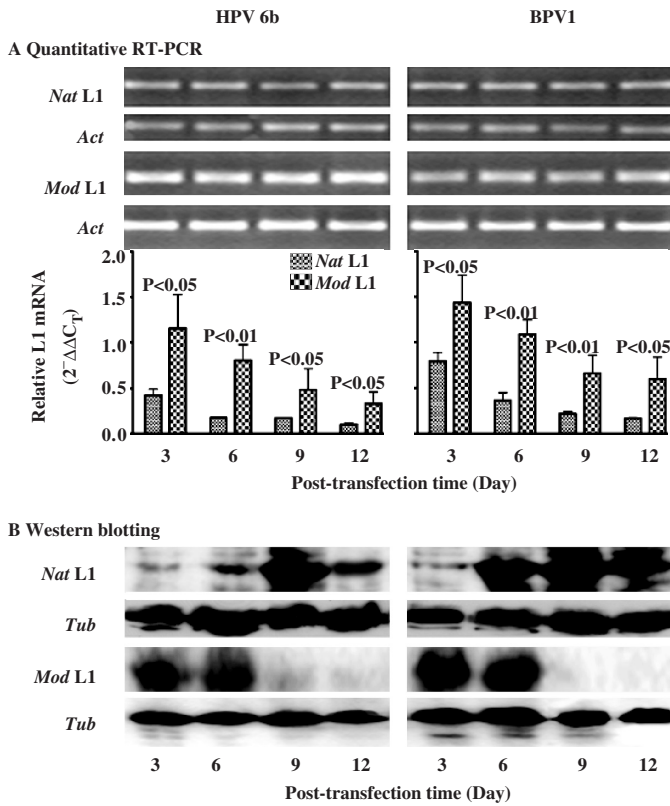 HPV 6b BPV1
A Quantitative RT-PCR
Nat L1
Act
Mod L1
Act
Relative L1 mRNA
(2⁻ΔΔC_T)
2.0
1.5
1.0
0.5
0.0
Nat L1
Mod L1
P<0.05 P<0.01 P<0.05 P<0.05
P<0.05 P<0.01 P<0.01 P<0.05
3 6 9 12 3 6 9 12
Post-transfection time (Day)
B Western blotting
Nat L1
Tub
Mod L1
Tub
3 6 9 12 3 6 9 12
Post-transfection time (Day)